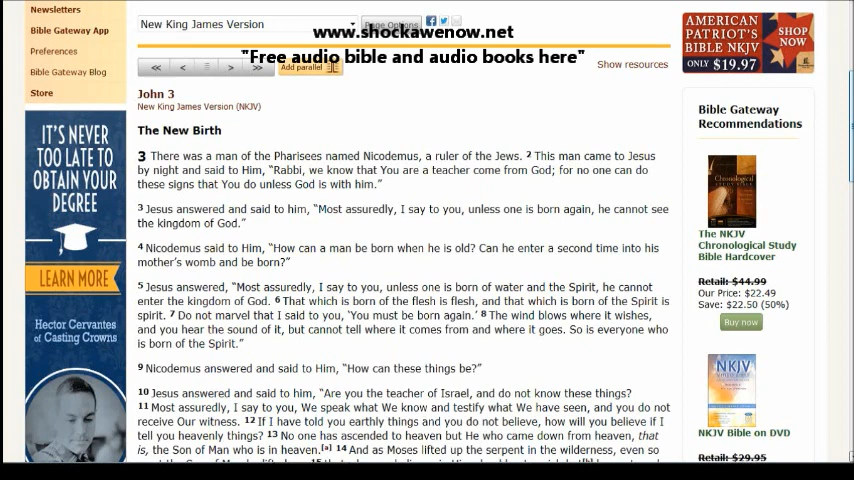 Newsletters
Bible Gateway App
Preferences
Bible Gateway Blog
Store
IT'S NEVER
TOO LATE TO
OBTAIN YOUR
DEGREE
LEARN MORE
Hector Cervantes
of Casting Crowns
New King James Version
Page Options
www.shockawenow.net
"Free audio bible and audio books here"
Add parallel
Show resources
John 3
New King James Version (NKJV)
The New Birth
3 There was a man of the Pharisees named Nicodemus, a ruler of the Jews. 2 This man came to Jesus
by night and said to Him, “Rabbi, we know that You are a teacher come from God; for no one can do
these signs that You do unless God is with him.”
3 Jesus answered and said to him, “Most assuredly, I say to you, unless one is born again, he cannot see
the kingdom of God.”
4 Nicodemus said to Him, “How can a man be born when he is old? Can he enter a second time into his
mother’s womb and be born?”
5 Jesus answered, “Most assuredly, I say to you, unless one is born of water and the Spirit, he cannot
enter the kingdom of God. 6 That which is born of the flesh is flesh, and that which is born of the Spirit is
spirit. 7 Do not marvel that I said to you, ‘You must be born again.’ 8 The wind blows where it wishes,
and you hear the sound of it, but cannot tell where it comes from and where it goes. So is everyone who
is born of the Spirit.”
9 Nicodemus answered and said to Him, “How can these things be?”
10 Jesus answered and said to him, “Are you the teacher of Israel, and do not know these things?
11 Most assuredly, I say to you, We speak what We know and testify what We have seen, and you do not
receive Our witness. 12 If I have told you earthly things and you do not believe, how will you believe if I
tell you heavenly things? 13 No one has ascended to heaven but He who came down from heaven, that
is, the Son of Man who is in heaven.[a] 14 And as Moses lifted up the serpent in the wilderness, even so
AMERICAN
PATRIOT'S
BIBLE NKJV
ONLY $19.97
SHOP
NOW
Bible Gateway
Recommendations
The NKJV
Chronological Study
Bible Hardcover
Retail: $44.99
Our Price: $22.49
Save: $22.50 (50%)
Buy now
NKJV
NKJV Bible on DVD
Retail: $29.95